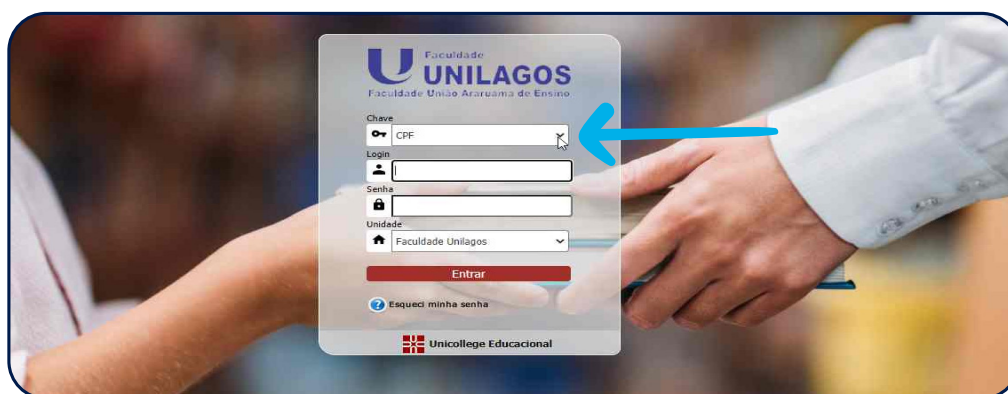 Faculdade
UNILAGOS
Faculdade União Araruama de Ensino
Chave
CPF
Login
Senha
Unidade
Faculdade Unilagos
Entrar
Esqueci minha senha
Unicollege Educacional